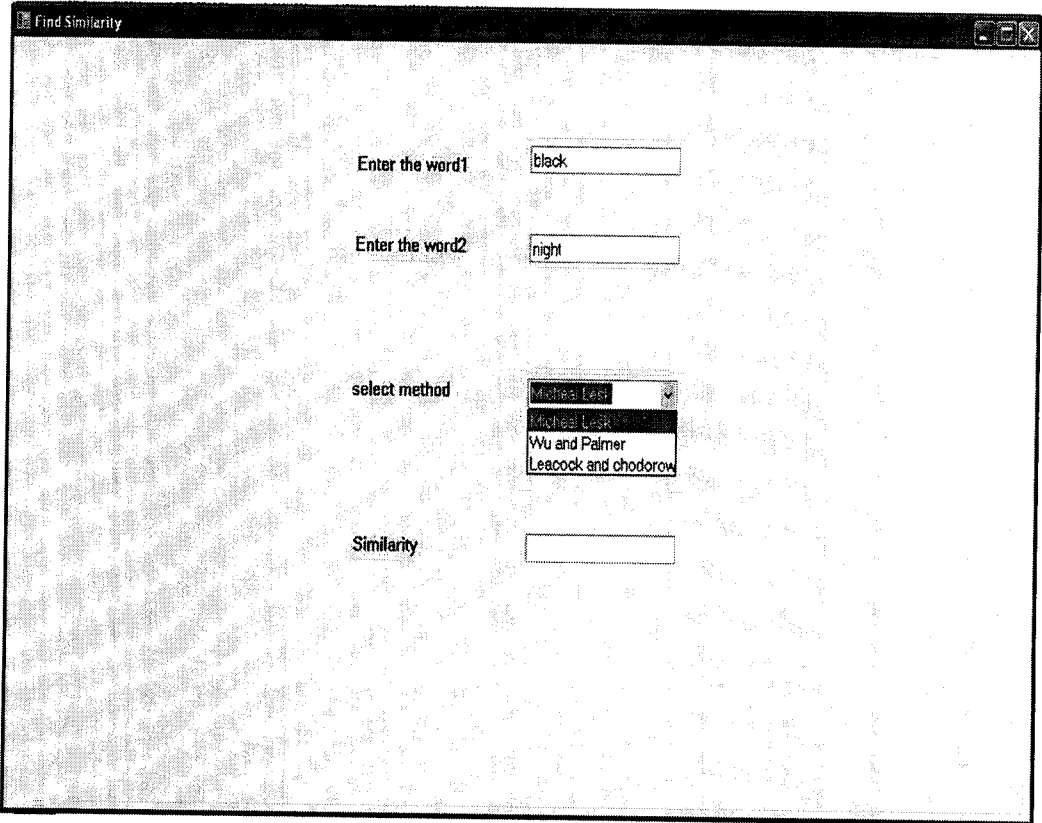 Find Similarity
Enter the word1 black
Enter the word2 night
select method Micheal Lesk
Micheal Lesk
Wu and Palmer
Leacock and chodorow
Similarity